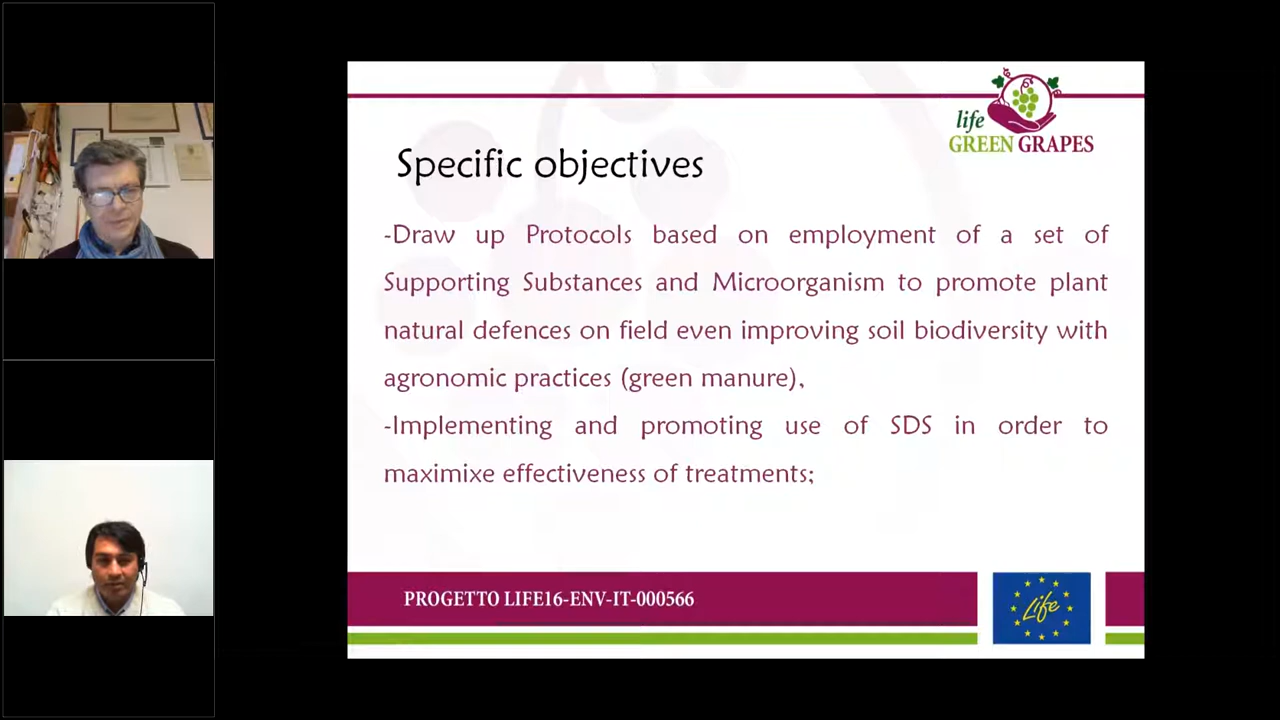 life
GREEN GRAPES
Specific objectives
-Draw up Protocols based on employment of a set of
Supporting Substances and Microorganism to promote plant
natural defences on field even improving soil biodiversity with
agronomic practices (green manure),
-Implementing and promoting use of SDS in order to
maximixe effectiveness of treatments;
PROGETTO LIFE16-ENV-IT-000566
Life